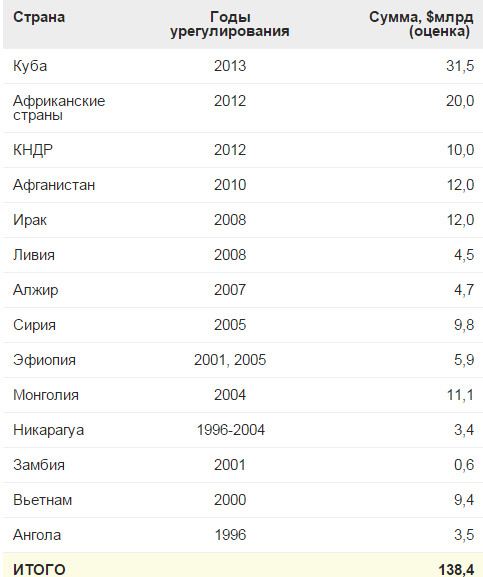 Страна Годы урегулирования Сумма, $млрд (оценка)
Куба 2013 31,5
Африканские страны 2012 20,0
КНДР 2012 10,0
Афганистан 2010 12,0
Ирак 2008 12,0
Ливия 2008 4,5
Алжир 2007 4,7
Сирия 2005 9,8
Эфиопия 2001, 2005 5,9
Монголия 2004 11,1
Никарагуа 1996-2004 3,4
Замбия 2001 0,6
Вьетнам 2000 9,4
Ангола 1996 3,5
ИТОГО 138,4